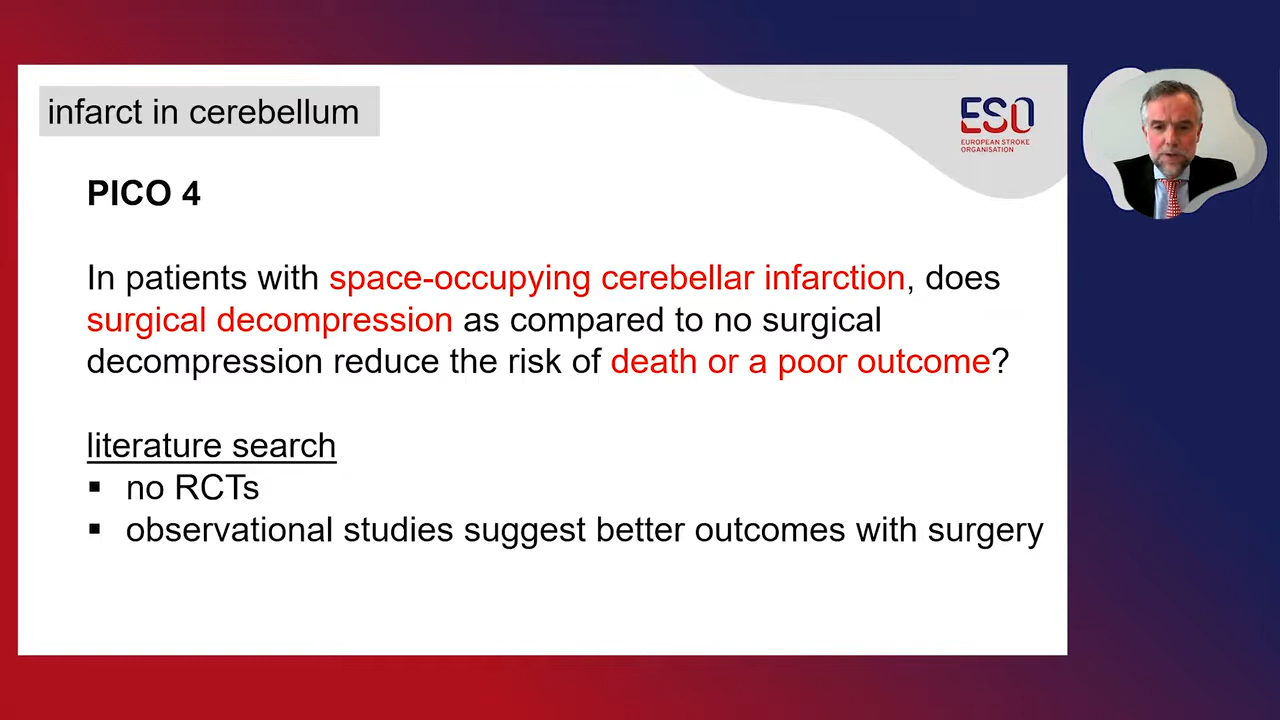 infarct in cerebellum
ESO
EUROPEAN STROKE
ORGANISATION
PICO 4
In patients with space-occupying cerebellar infarction, does
surgical decompression as compared to no surgical
decompression reduce the risk of death or a poor outcome?
literature search
▪ no RCTs
▪ observational studies suggest better outcomes with surgery